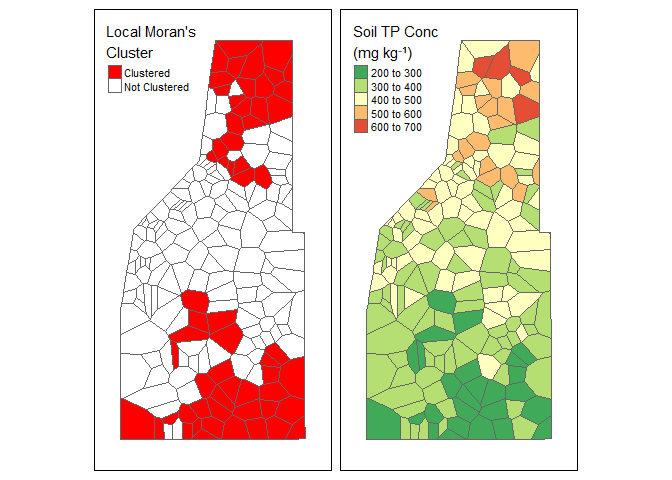 Local Moran's
Cluster
Clustered
Not Clustered
Soil TP Conc
(mg kg⁻¹)
200 to 300
300 to 400
400 to 500
500 to 600
600 to 700